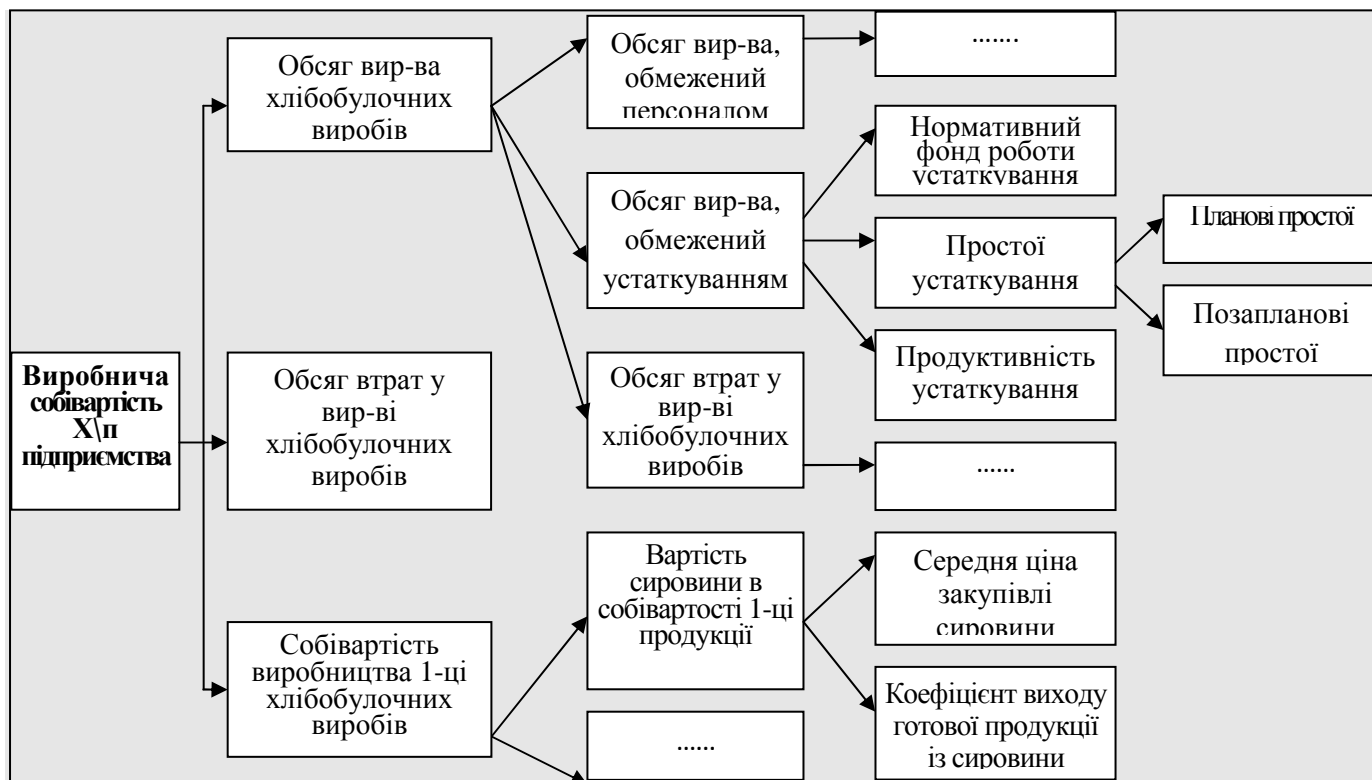 Виробнича
собівартість
Х\п
підприємства
Обсяг вир-ва
хлібобулочних
виробів
Обсяг втрат у
вир-ві
хлібобулочних
виробів
Собівартість
виробництва 1-ці
хлібобулочних
виробів
Обсяг вир-ва,
обмежений
персоналом
Обсяг вир-ва,
обмежений
устаткуванням
Обсяг втрат у
вир-ві
хлібобулочних
виробів
Вартість
сировини в
собівартості 1-ці
продукції
......
.......
Нормативний
фонд роботи
устаткування
Простої
устаткування
Продуктивність
устаткування
......
Середня ціна
закупівлі
сировини
Коефіцієнт виходу
готової продукції
із сировини
Планові простої
Позапланові
простої